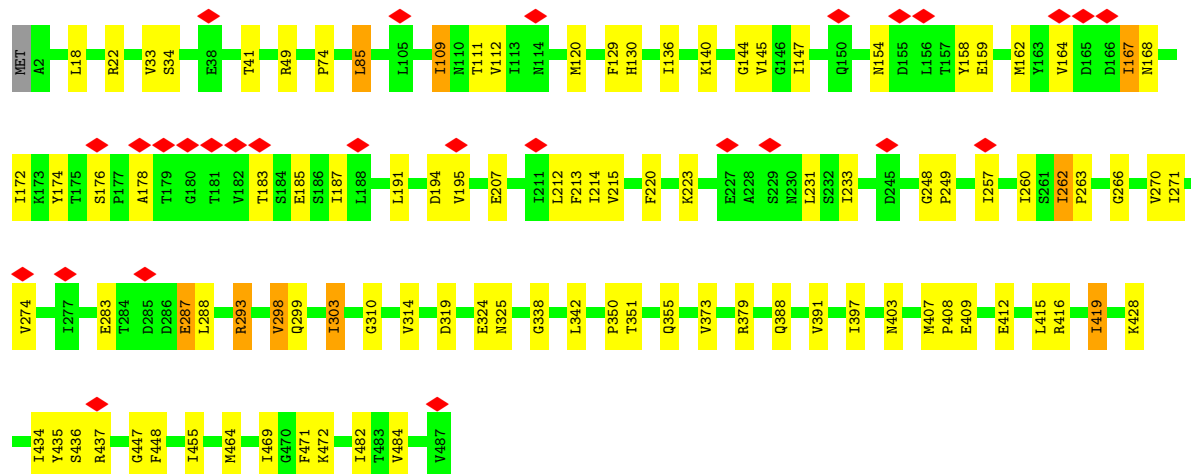 MET A2 L18 R22 V33 S34 E38 T41 R49 P74 L85 L105 I109 N110 T111 V112 I113 N114 M120 F129 H130 I136 K140 G144 V145 G146 I147 Q150 N154 D155 L156 T157 Y158 E159 M162 Y163 V164 D165 D166 I167 N168
I172 K173 Y174 T175 S176 P177 A178 T179 G180 T181 V182 T183 S184 E185 S186 I187 L188 L191 D194 V195 E207 I211 L212 F213 I214 V215 F220 K223 E227 A228 S229 N230 L231 S232 I233 D245 G248 P249 I257 I260 S261 I262 P263 G266 V270 I271
V274 I277 E283 T284 D285 D286 E287 L288 R293 V298 Q299 I303 G310 V314 D319 E324 N325 G338 L342 P350 T351 Q355 V373 R379 Q388 V391 I397 N403 M407 P408 E409 E412 L415 R416 I419 K428
I434 Y435 S436 R437 G447 F448 I455 M464 I469 G470 F471 K472 I482 T483 V484 V487